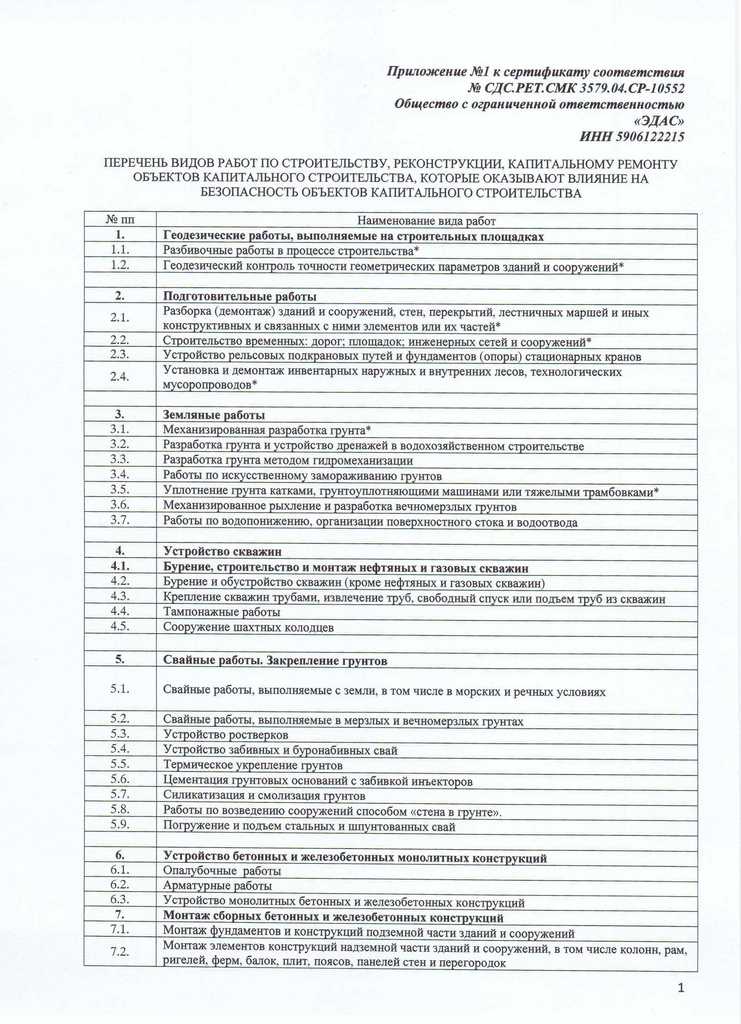 Приложение №1 к сертификату соответствия
№ СДС.РЕТ.СМК 3579.04.СР-10552
Общество с ограниченной ответственностью
«ЭДАС»
ИНН 5906122215
ПЕРЕЧЕНЬ ВИДОВ РАБОТ ПО СТРОИТЕЛЬСТВУ, РЕКОНСТРУКЦИИ, КАПИТАЛЬНОМУ РЕМОНТУ
ОБЪЕКТОВ КАПИТАЛЬНОГО СТРОИТЕЛЬСТВА, КОТОРЫЕ ОКАЗЫВАЮТ ВЛИЯНИЕ НА
БЕЗОПАСНОСТЬ ОБЪЕКТОВ КАПИТАЛЬНОГО СТРОИТЕЛЬСТВА
№ пп Наименование вида работ
1. Геодезические работы, выполняемые на строительных площадках
1.1. Разбивочные работы в процессе строительства*
1.2. Геодезический контроль точности геометрических параметров зданий и сооружений*
2. Подготовительные работы
2.1. Разборка (демонтаж) зданий и сооружений, стен, перекрытий, лестничных маршей и иных
конструктивных и связанных с ними элементов или их частей*
2.2. Строительство временных: дорог; площадок; инженерных сетей и сооружений*
2.3. Устройство рельсовых подкрановых путей и фундаментов (опоры) стационарных кранов
2.4. Установка и демонтаж инвентарных наружных и внутренних лесов, технологических
мусоропроводов*
3. Земляные работы
3.1. Механизированная разработка грунта*
3.2. Разработка грунта и устройство дренажей в водохозяйственном строительстве
3.3. Разработка грунта методом гидромеханизации
3.4. Работы по искусственному замораживанию грунтов
3.5. Уплотнение грунта катками, грунтоуплотняющими машинами или тяжелыми трамбовками*
3.6. Механизированное рыхление и разработка вечномерзлых грунтов
3.7. Работы по водопонижению, организации поверхностного стока и водоотвода
4. Устройство скважин
4.1. Бурение, строительство и монтаж нефтяных и газовых скважин
4.2. Бурение и обустройство скважин (кроме нефтяных и газовых скважин)
4.3. Крепление скважин трубами, извлечение труб, свободный спуск или подъем труб из скважин
4.4. Тампонажные работы
4.5. Сооружение шахтных колодцев
5. Свайные работы. Закрепление грунтов
5.1. Свайные работы, выполняемые с земли, в том числе в морских и речных условиях
5.2. Свайные работы, выполняемые в мерзлых и вечномерзлых грунтах
5.3. Устройство ростверков
5.4. Устройство забивных и буронабивных свай
5.5. Термическое укрепление грунтов
5.6. Цементация грунтовых оснований с забивкой инъекторов
5.7. Силикатизация и смолизация грунтов
5.8. Работы по возведению сооружений способом «стена в грунте».
5.9. Погружение и подъем стальных и шпунтованных свай
6. Устройство бетонных и железобетонных монолитных конструкций
6.1. Опалубочные работы
6.2. Арматурные работы
6.3. Устройство монолитных бетонных и железобетонных конструкций
7. Монтаж сборных бетонных и железобетонных конструкций
7.1. Монтаж фундаментов и конструкций подземной части зданий и сооружений
7.2. Монтаж элементов конструкций надземной части зданий и сооружений, в том числе колонн, рам,
ригелей, ферм, балок, плит, поясов, панелей стен и перегородок
1